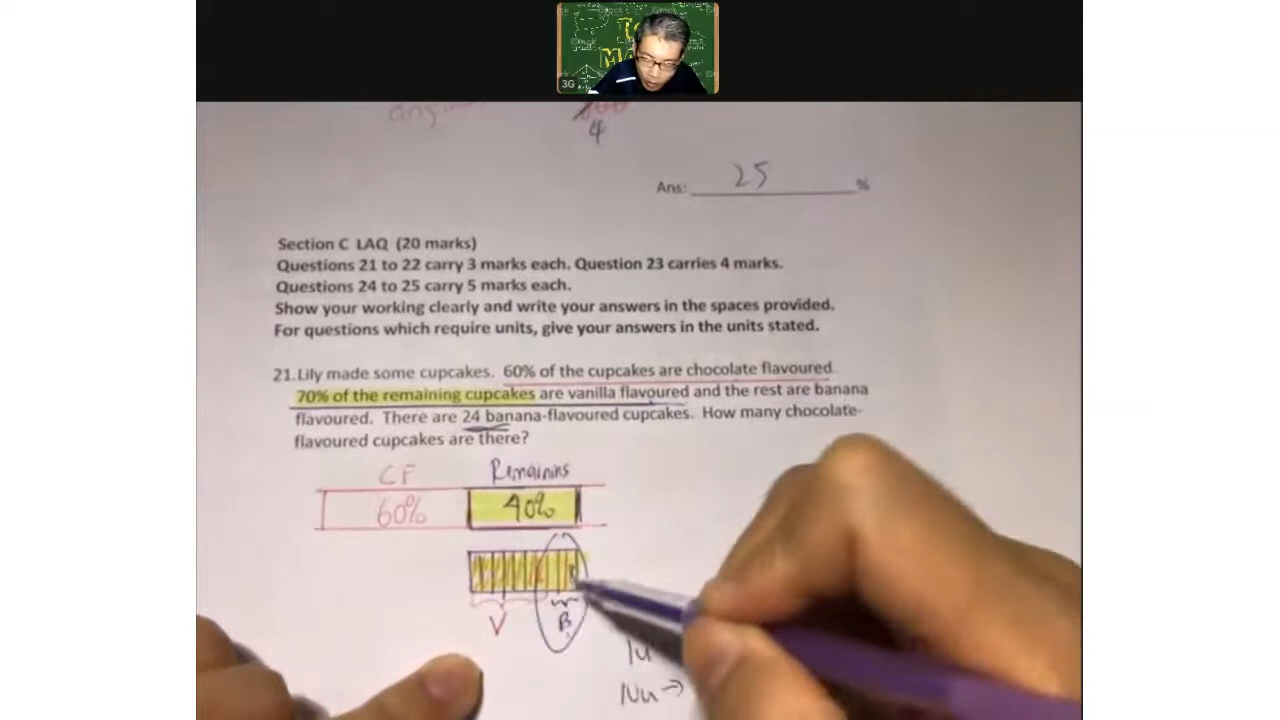 3G
4
Ans: 25 %
Section C LAQ (20 marks)
Questions 21 to 22 carry 3 marks each. Question 23 carries 4 marks.
Questions 24 to 25 carry 5 marks each.
Show your working clearly and write your answers in the spaces provided.
For questions which require units, give your answers in the units stated.
21. Lily made some cupcakes. 60% of the cupcakes are chocolate flavoured.
70% of the remaining cupcakes are vanilla flavoured and the rest are banana
flavoured. There are 24 banana-flavoured cupcakes. How many chocolate-
flavoured cupcakes are there?
CF Remaining
60% 40%
V B
1u
10u →